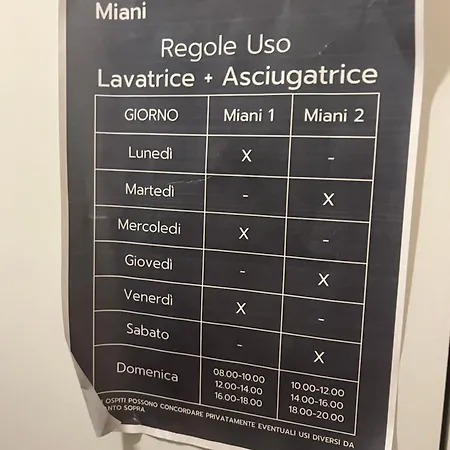 Miani
Regole Uso
Lavatrice + Asciugatrice
GIORNO Miani 1 Miani 2
Lunedì X -
Martedì - X
Mercoledì X -
Giovedì - X
Venerdì X -
Sabato - X
Domenica 08.00-10.00 10.00-12.00
12.00-14.00 14.00-16.00
16.00-18.00 18.00-20.00
OSPITI POSSONO CONCORDARE PRIVATAMENTE EVENTUALI USI DIVERSI DA
SOPRA